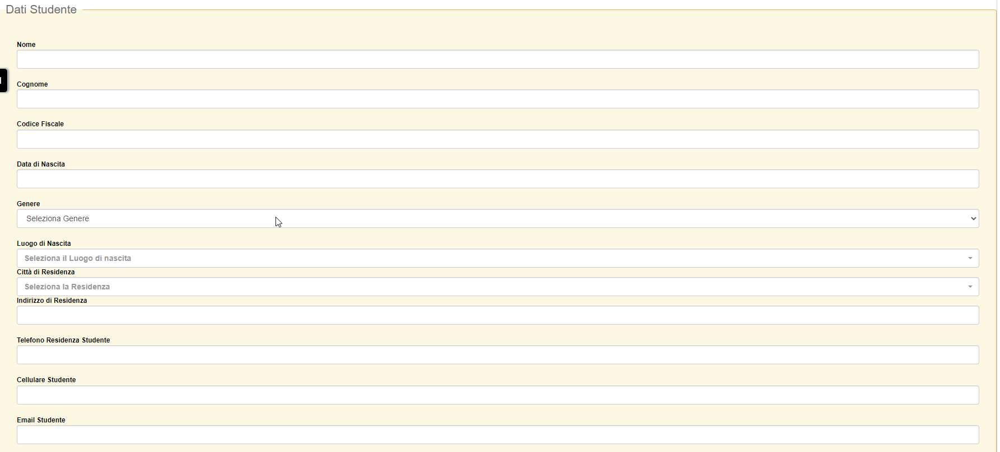 Dati Studente
Nome
Cognome
Codice Fiscale
Data di Nascita
Genere
Seleziona Genere
Luogo di Nascita
Seleziona il Luogo di nascita
Città di Residenza
Seleziona la Residenza
Indirizzo di Residenza
Telefono Residenza Studente
Cellulare Studente
Email Studente